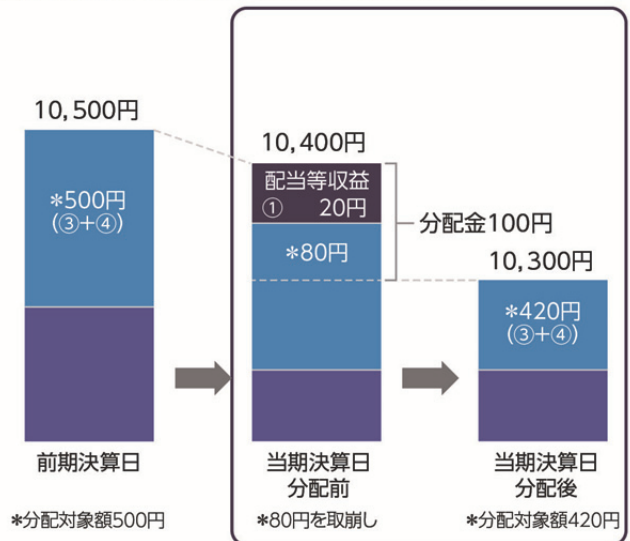 10,500円
*500円
(③+④)
前期決算日
*分配対象額500円
10,400円
配当等収益
① 20円
*80円
分配金100円
当期決算日
分配前
*80円を取崩し
10,300円
*420円
(③+④)
当期決算日
分配後
*分配対象額420円